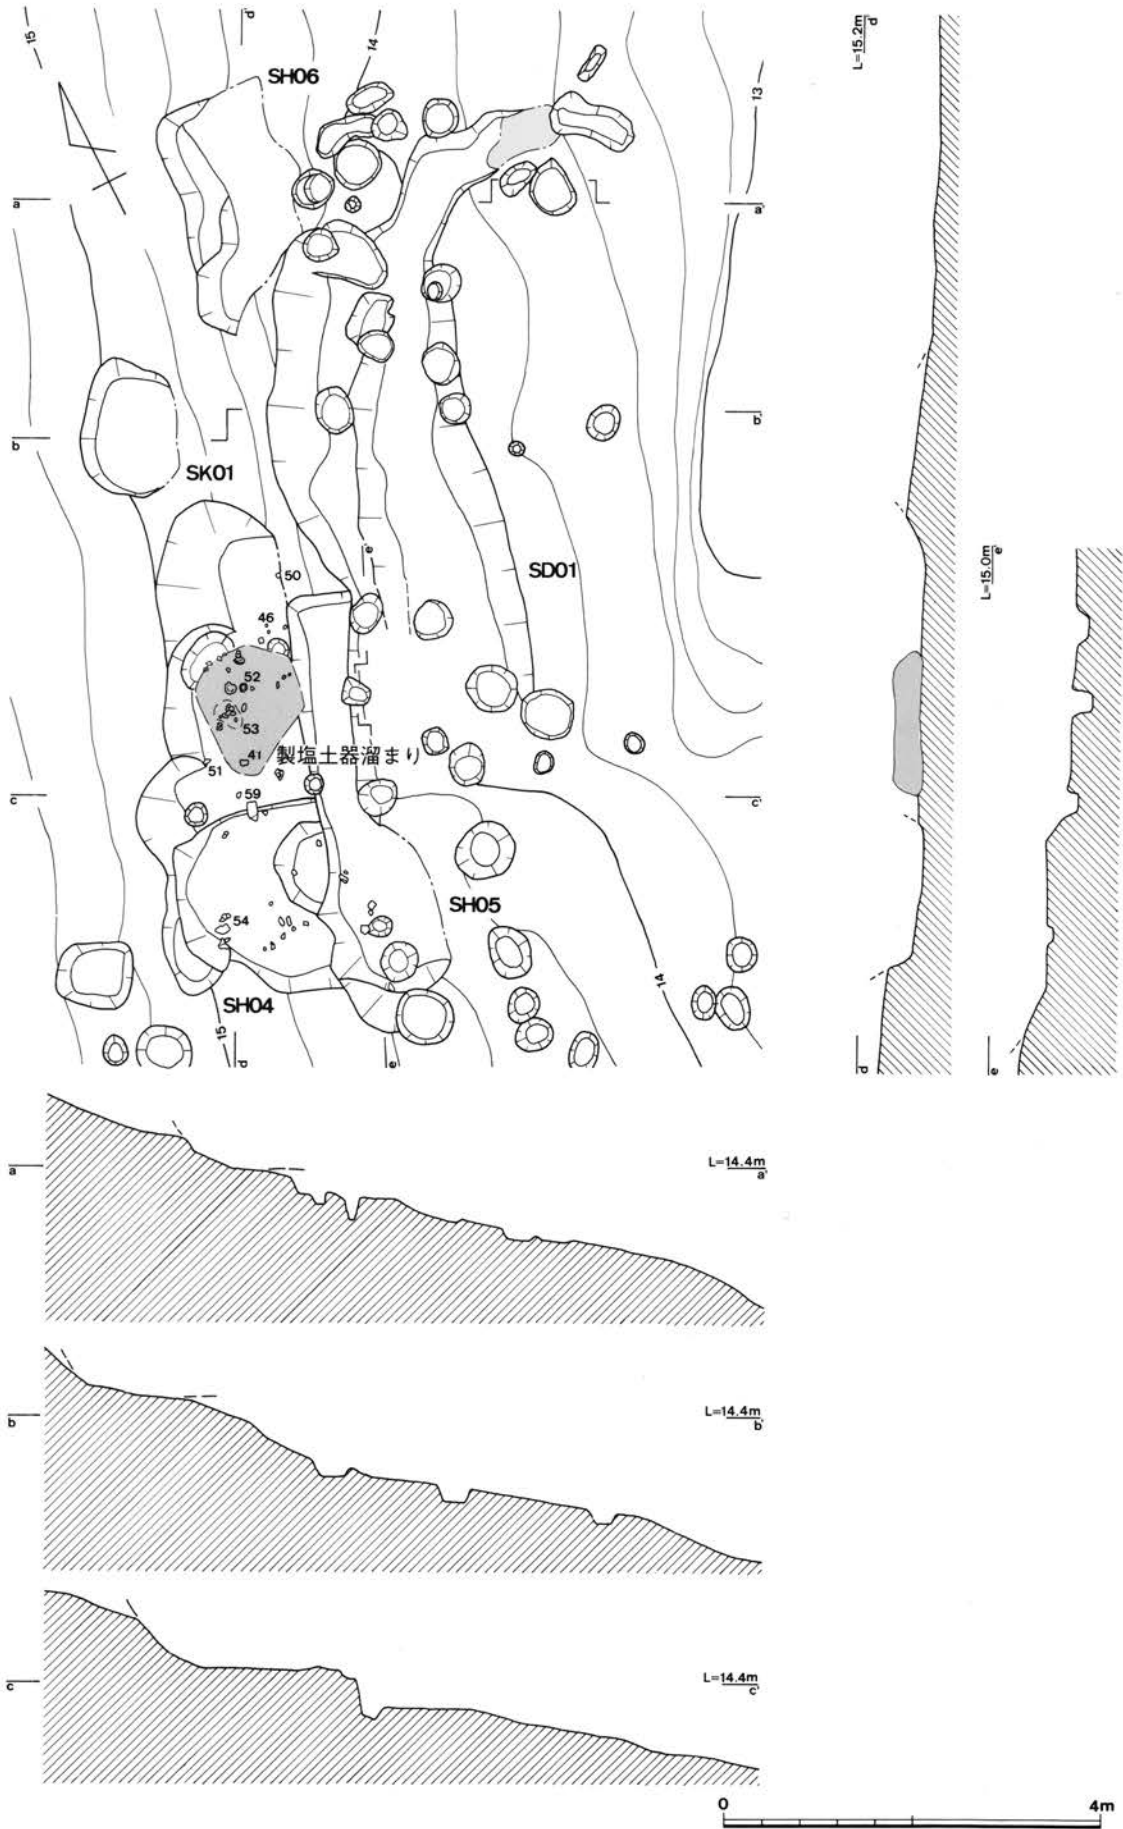 15
d'
14
SH06
13
L=15.2m
d'
a
a'
b
b'
SK01
50
e'
SD01
L=15.0m
e'
46
52
53
41
製塩土器溜まり
51
59
c
c'
54
SH05
SH04
15
14
d
e
d
e
a
L=14.4m
a'
b
L=14.4m
b'
c
L=14.4m
c'
0
4m